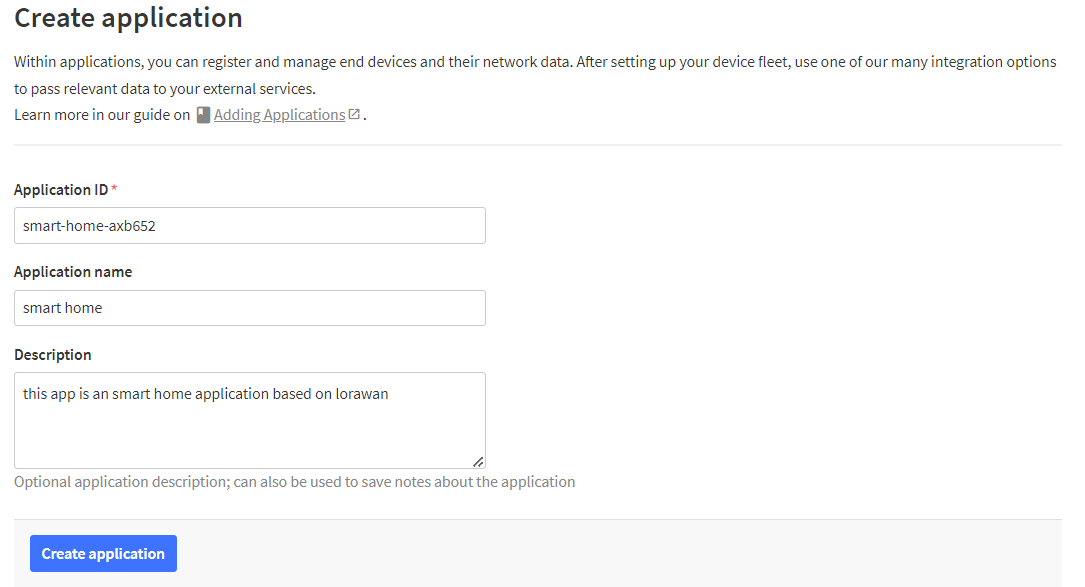 Create application
Within applications, you can register and manage end devices and their network data. After setting up your device fleet, use one of our many integration options
to pass relevant data to your external services.
Learn more in our guide on Adding Applications.
Application ID *
smart-home-axb652
Application name
smart home
Description
this app is an smart home application based on lorawan
Optional application description; can also be used to save notes about the application
Create application